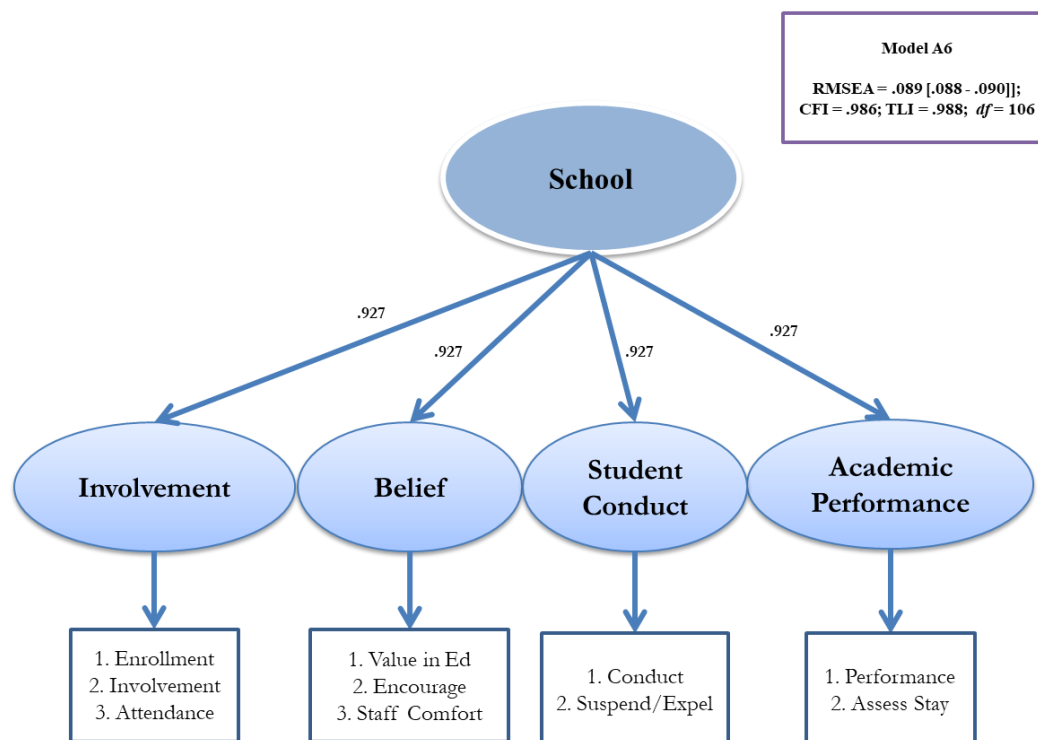 Model A6
RMSEA = .089 [.088 - .090]];
CFI = .986; TLI = .988; df = 106
School
.927
.927
.927
.927
Involvement
Belief
Student
Conduct
Academic
Performance
1. Enrollment
2. Involvement
3. Attendance
1. Value in Ed
2. Encourage
3. Staff Comfort
1. Conduct
2. Suspend/Expel
1. Performance
2. Assess Stay